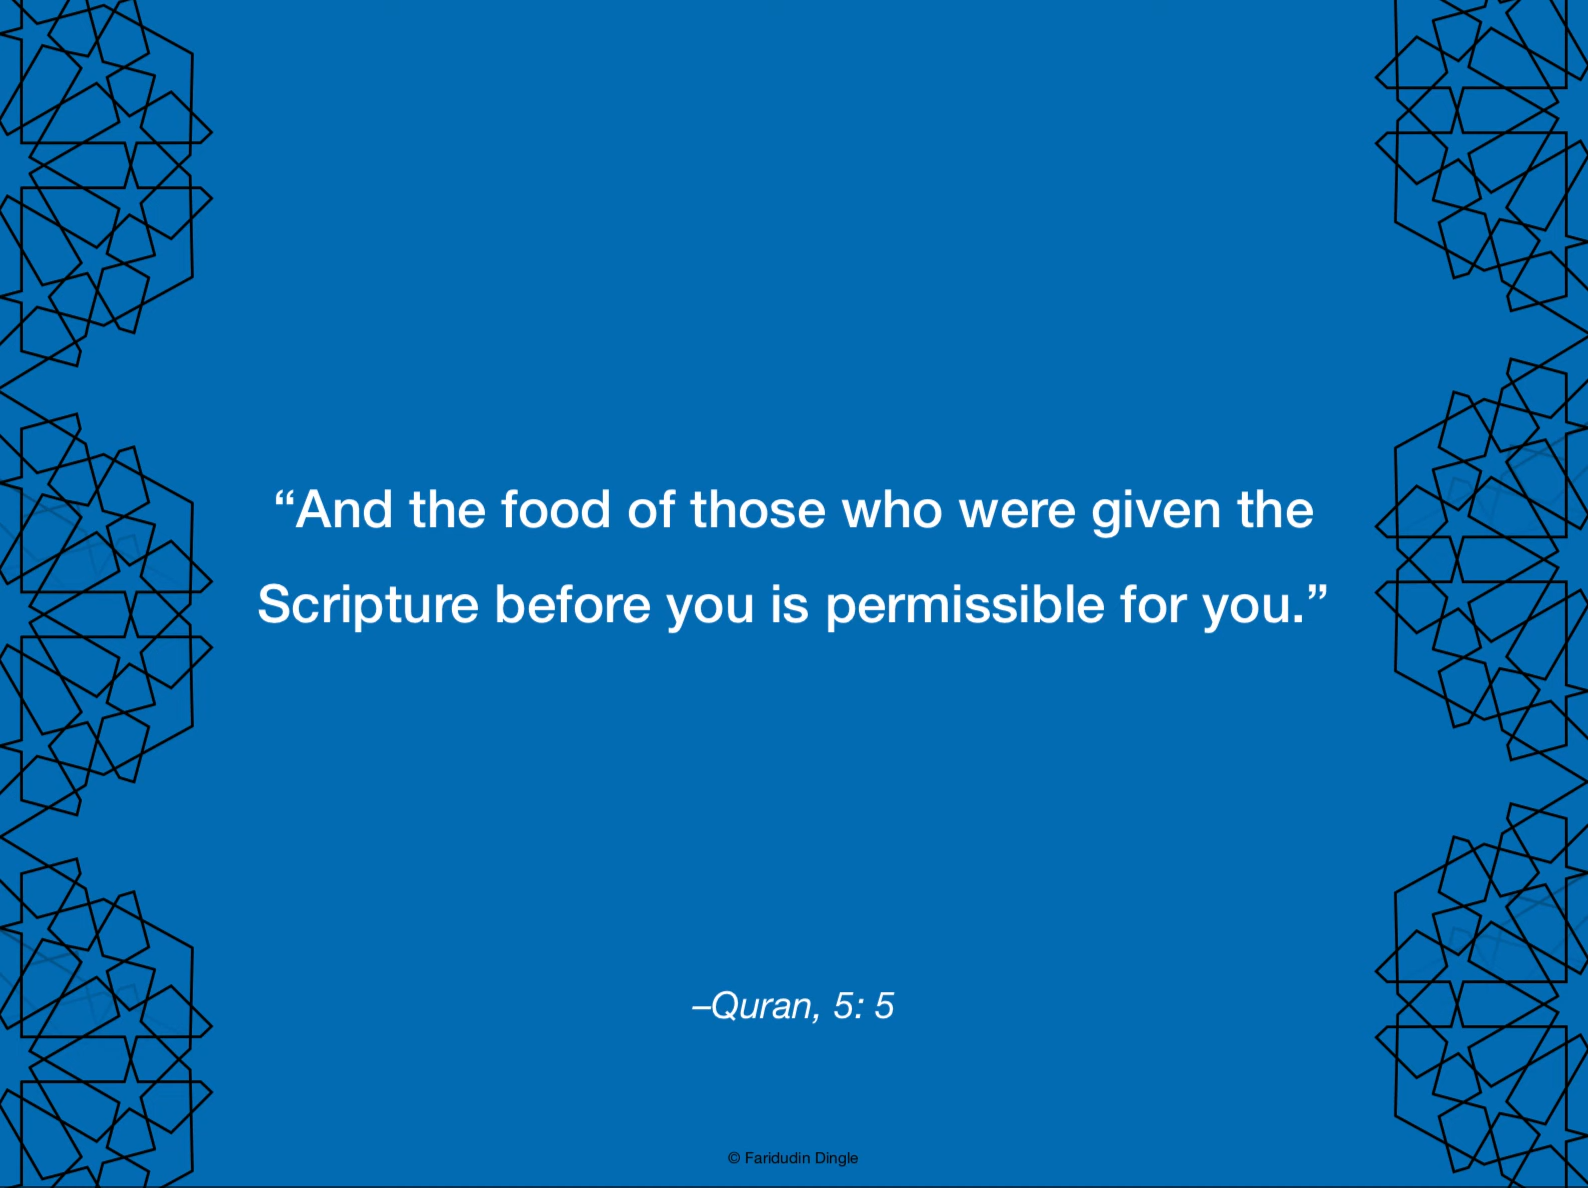 “And the food of those who were given the
Scripture before you is permissible for you.”
–Quran, 5: 5
© Faridudin Dingle